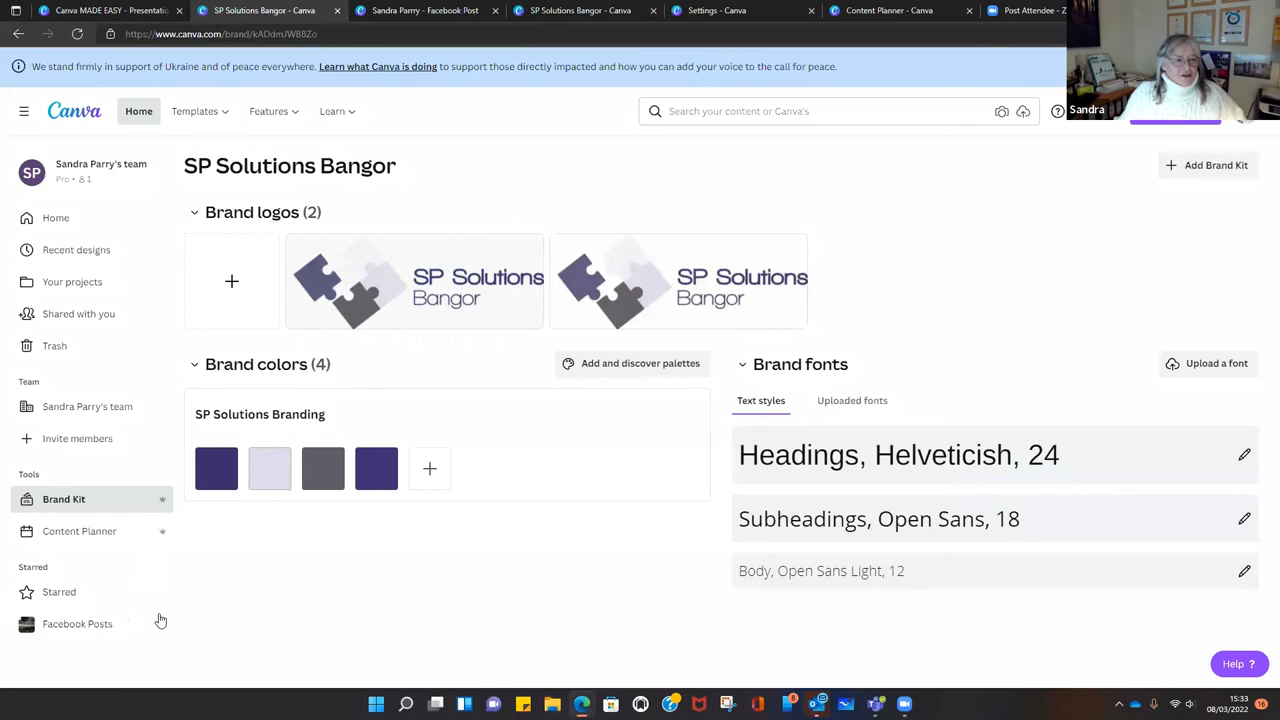 Canva MADE EASY - Presentatio
SP Solutions Bangor - Canva
Sandra Parry - Facebook Post
SP Solutions Bangor - Canva
Settings - Canva
Content Planner - Canva
Post Attendee - Z
https://www.canva.com/brand/kADdmJWBBZo
We stand firmly in support of Ukraine and of peace everywhere. Learn what Canva is doing to support those directly impacted and how you can add your voice to the call for peace.
Sandra
Canva
Home
Templates
Features
Learn
Search your content or Canva's
SP
Sandra Parry's team
Pro • 1
Home
Recent designs
Your projects
Shared with you
Trash
Team
Sandra Parry's team
Invite members
Tools
Brand Kit
Content Planner
Starred
Starred
Facebook Posts
SP Solutions Bangor
Add Brand Kit
Brand logos (2)
SP Solutions
Bangor
SP Solutions
Bangor
Brand colors (4)
Add and discover palettes
SP Solutions Branding
Brand fonts
Upload a font
Text styles
Uploaded fonts
Headings, Helveticish, 24
Subheadings, Open Sans, 18
Body, Open Sans Light, 12
Help ?
15:33
08/03/2022